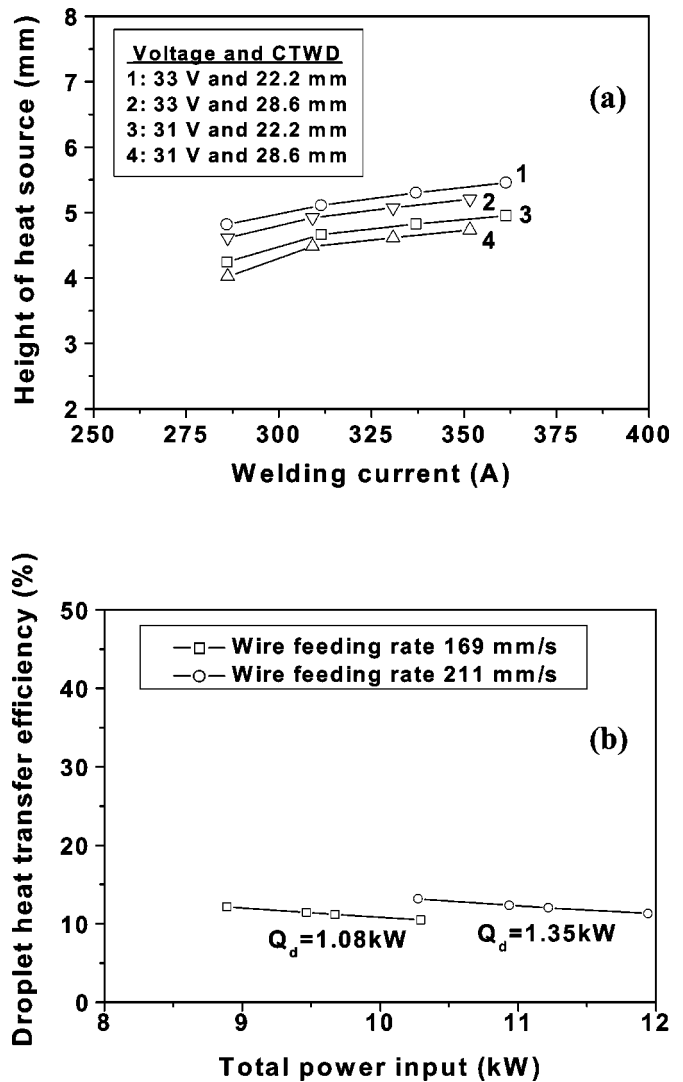 Height of heat source (mm)
8
7
6
5
4
3
2
Voltage and CTWD
1: 33 V and 22.2 mm
2: 33 V and 28.6 mm
3: 31 V and 22.2 mm
4: 31 V and 28.6 mm
(a)
1
2
3
4
250 275 300 325 350 375 400
Welding current (A)
Droplet heat transfer efficiency (%)
50
40
30
20
10
0
Wire feeding rate 169 mm/s
Wire feeding rate 211 mm/s
(b)
Qd=1.08kW
Qd=1.35kW
8 9 10 11 12
Total power input (kW)